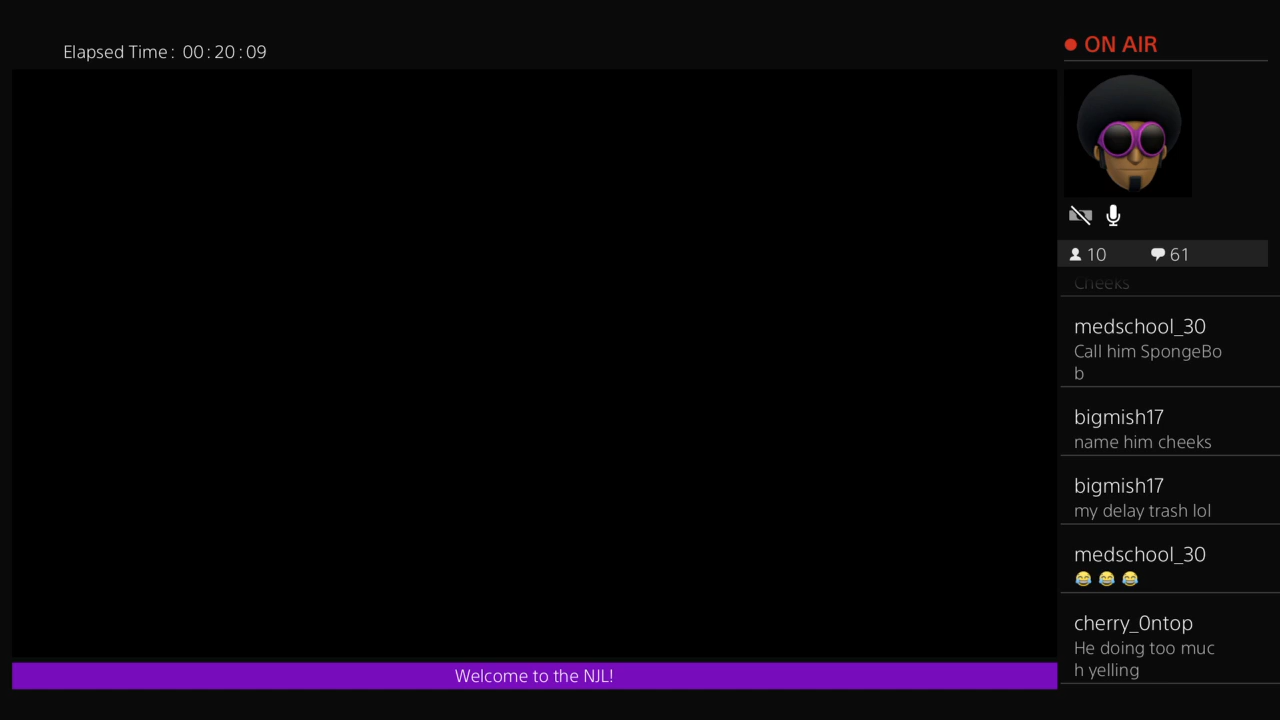 Elapsed Time: 00:20:09
ON AIR
10 61
Cheeks
medschool_30
Call him SpongeBo
b
bigmish17
name him cheeks
bigmish17
my delay trash lol
medschool_30
😂 😂 😂
cherry_0ntop
He doing too muc
h yelling
Welcome to the NJL!